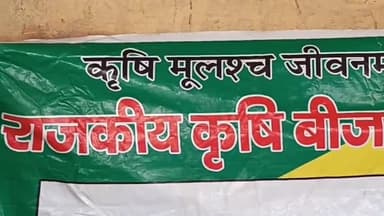 कृषि मूलश्च जीवनम
राजकीय कृषि बीज